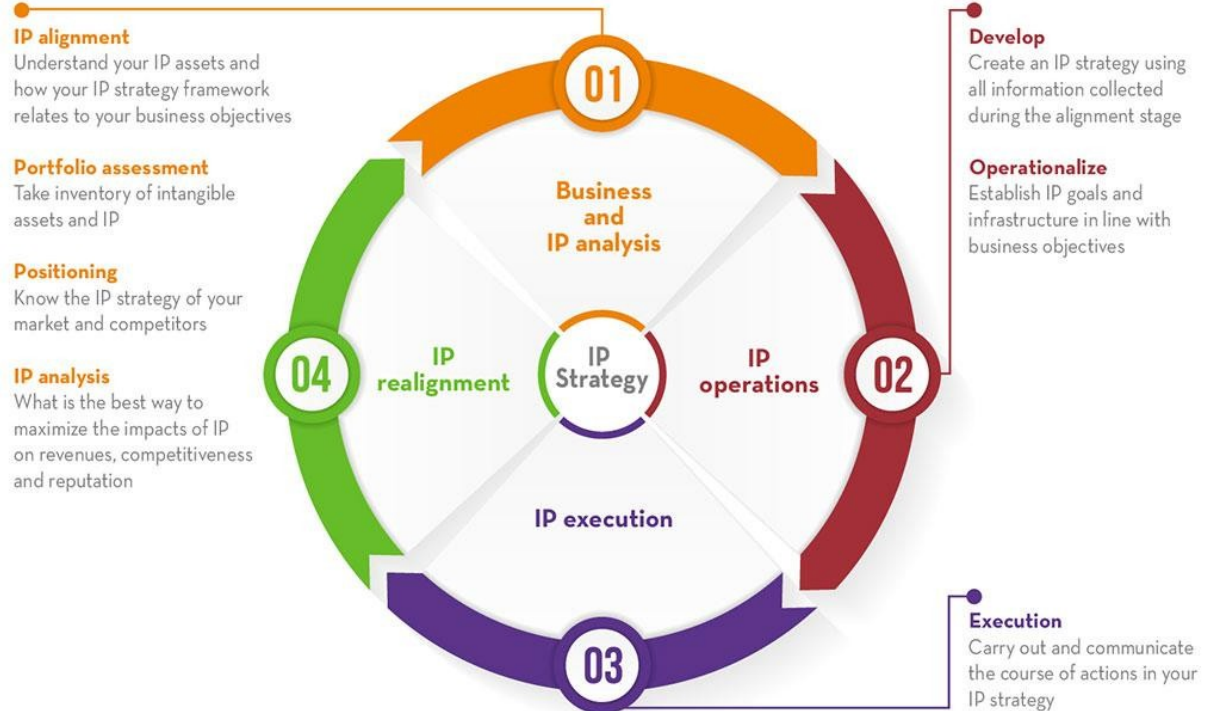 IP alignment
Understand your IP assets and
how your IP strategy framework
relates to your business objectives
Portfolio assessment
Take inventory of intangible
assets and IP
Positioning
Know the IP strategy of your
market and competitors
IP analysis
What is the best way to
maximize the impacts of IP
on revenues, competitiveness
and reputation
01
Business
and
IP analysis
04
IP
realignment
IP
Strategy
IP
operations
02
IP execution
03
Develop
Create an IP strategy using
all information collected
during the alignment stage
Operationalize
Establish IP goals and
infrastructure in line with
business objectives
Execution
Carry out and communicate
the course of actions in your
IP strategy